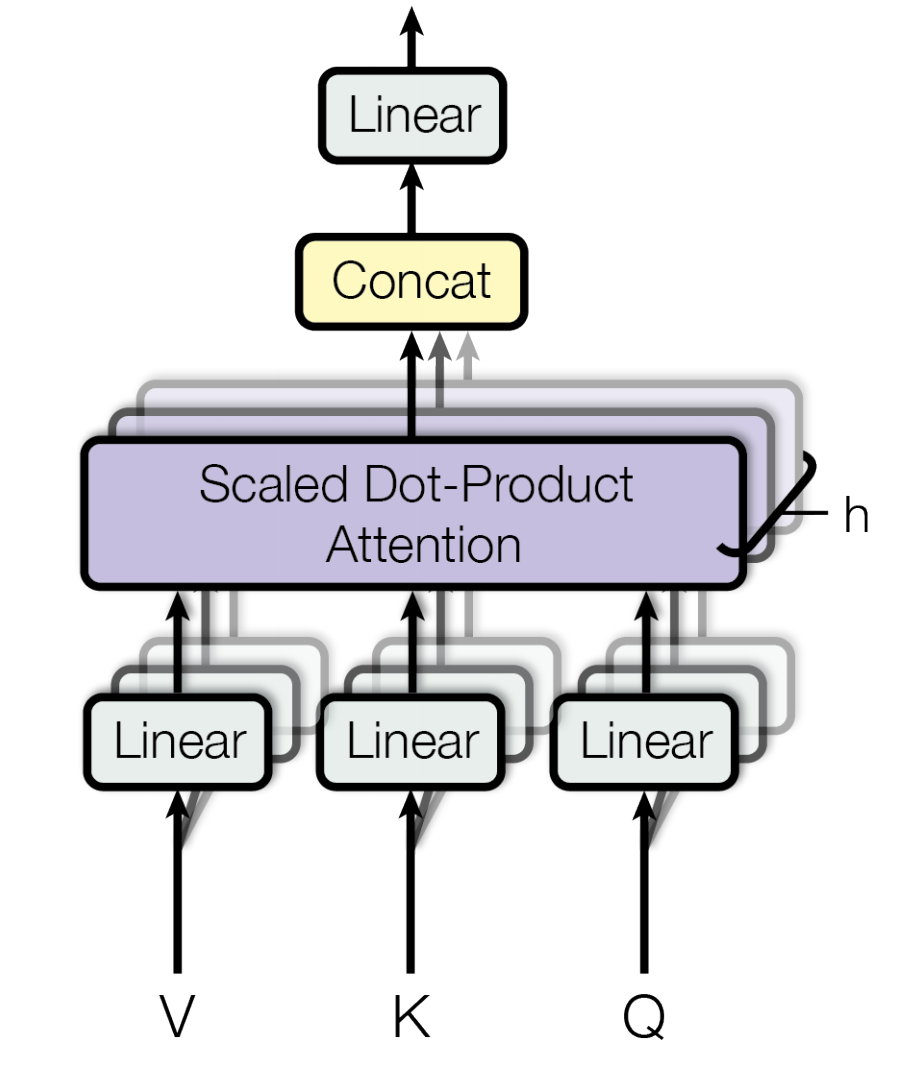 Linear
Concat
Scaled Dot-Product
Attention
h
Linear Linear Linear
V K Q